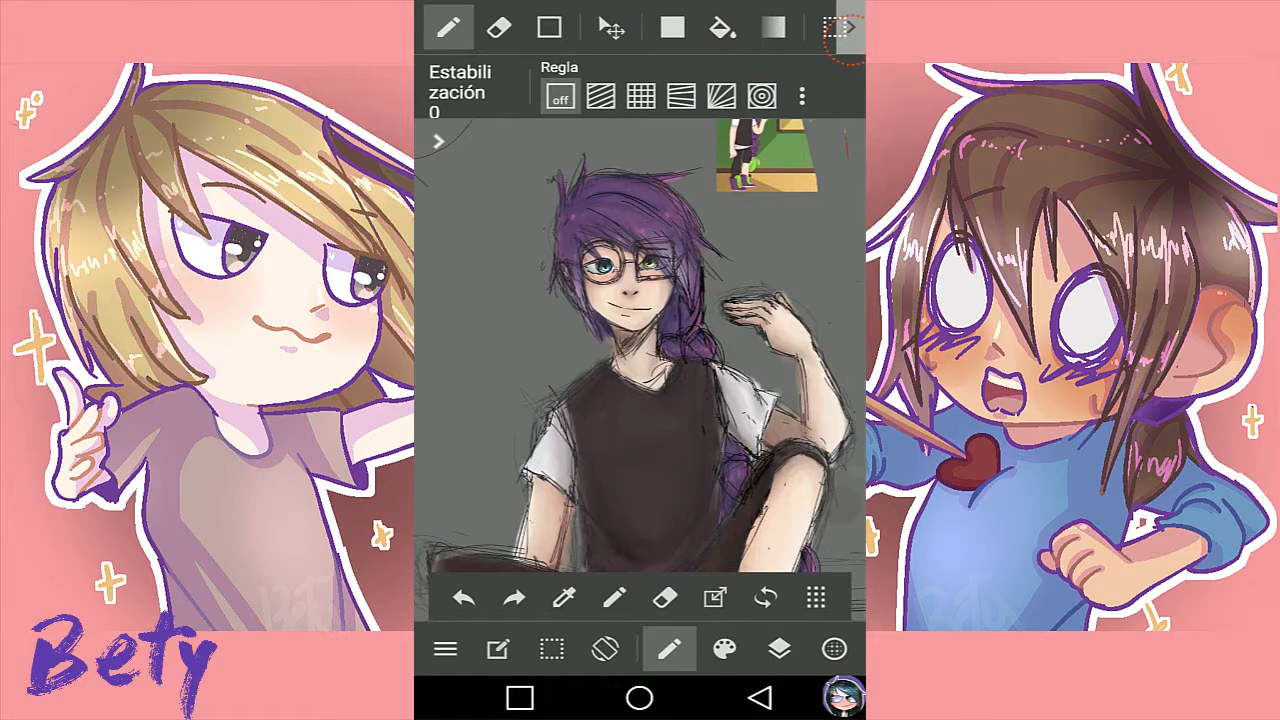 Estabili
zación
0
Regla
off
Bety